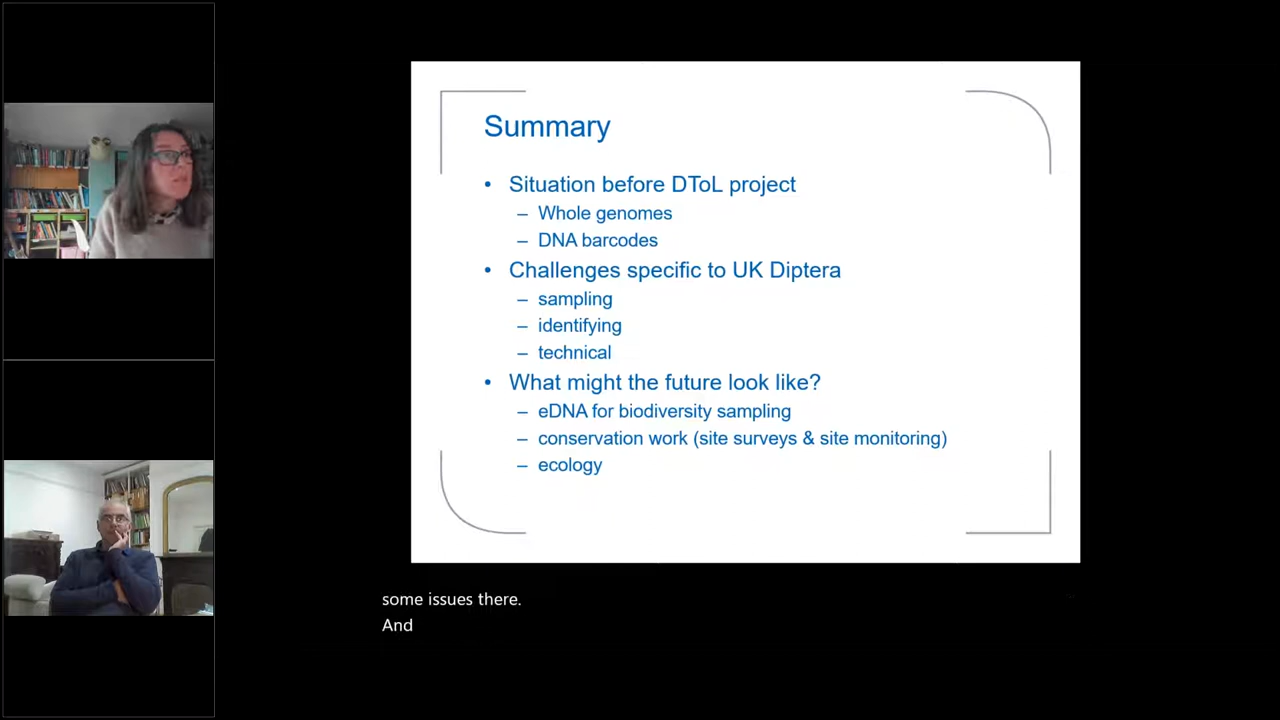 Summary
• Situation before DToL project
– Whole genomes
– DNA barcodes
• Challenges specific to UK Diptera
– sampling
– identifying
– technical
• What might the future look like?
– eDNA for biodiversity sampling
– conservation work (site surveys & site monitoring)
– ecology
some issues there.
And